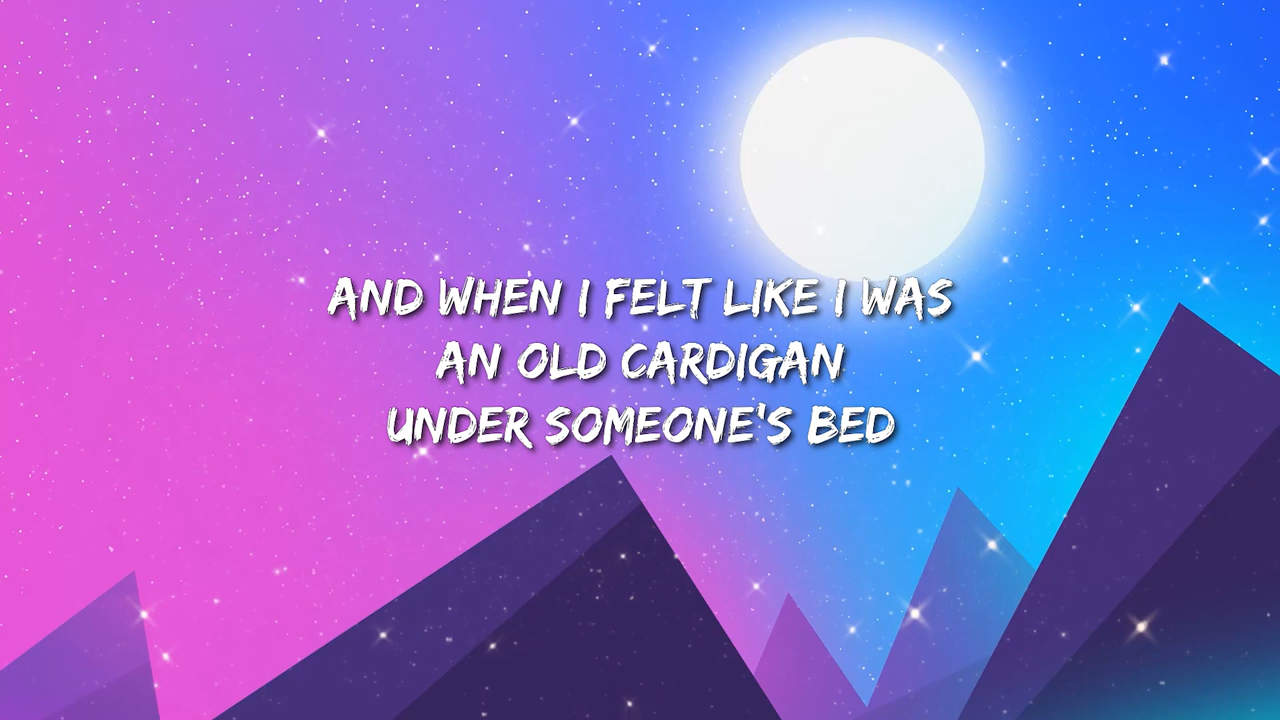 AND WHEN I FELT LIKE I WAS
AN OLD CARDIGAN
UNDER SOMEONE'S BED